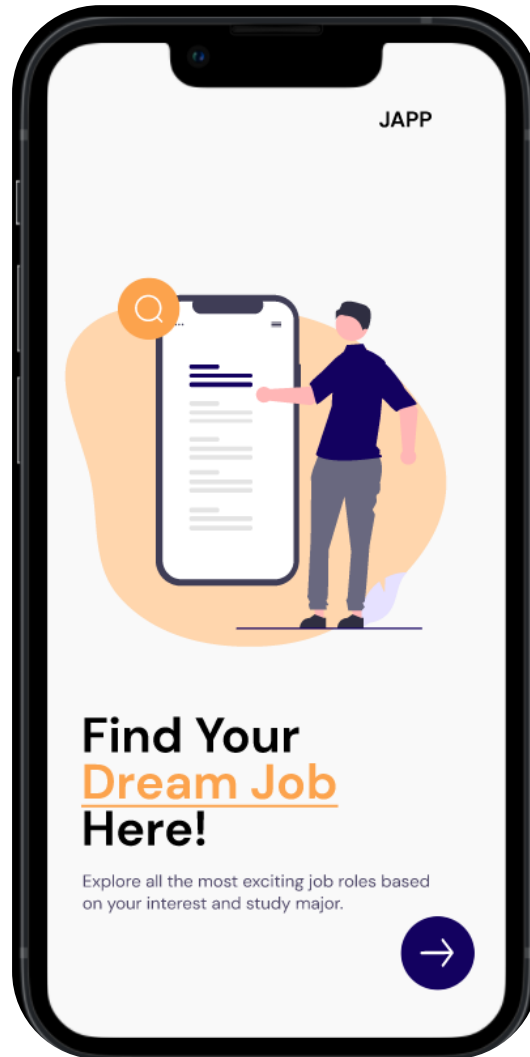 JAPP
Find Your
Dream Job
Here!
Explore all the most exciting job roles based
on your interest and study major.